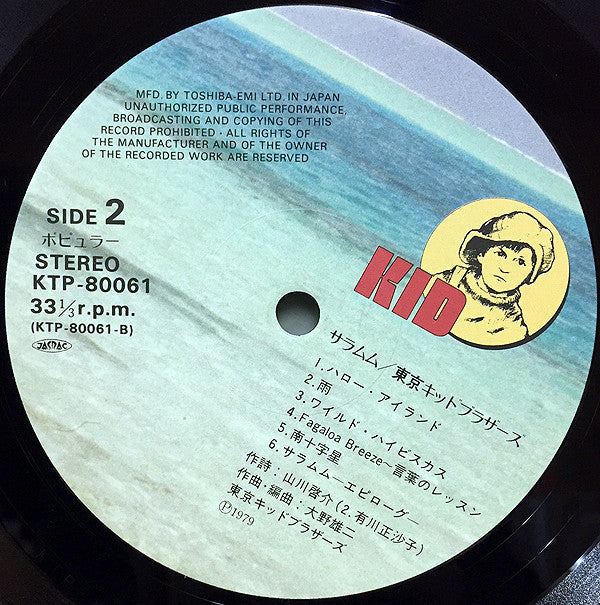 MFD. BY TOSHIBA-EMI LTD. IN JAPAN
UNAUTHORIZED PUBLIC PERFORMANCE,
BROADCASTING AND COPYING OF THIS
RECORD PROHIBITED · ALL RIGHTS OF
THE MANUFACTURER AND OF THE OWNER
OF THE RECORDED WORK ARE RESERVED
SIDE 2
ポピュラー
STEREO
KTP-80061
33⅓r.p.m.
(KTP-80061-B)
JASRAC
KID
サラムム/東京キッドブラザース
1.ハロー・アイランド
2.雨
3.ワイルド・ハイビスカス
4.Fagaloa Breeze~言葉のレッスン
5.南十字星
6.サラムム—エピローグ—
作詩:山川啓介(2.有川正沙子)
作曲・編曲:大野雄二
東京キッドブラザーズ
Ⓟ1979